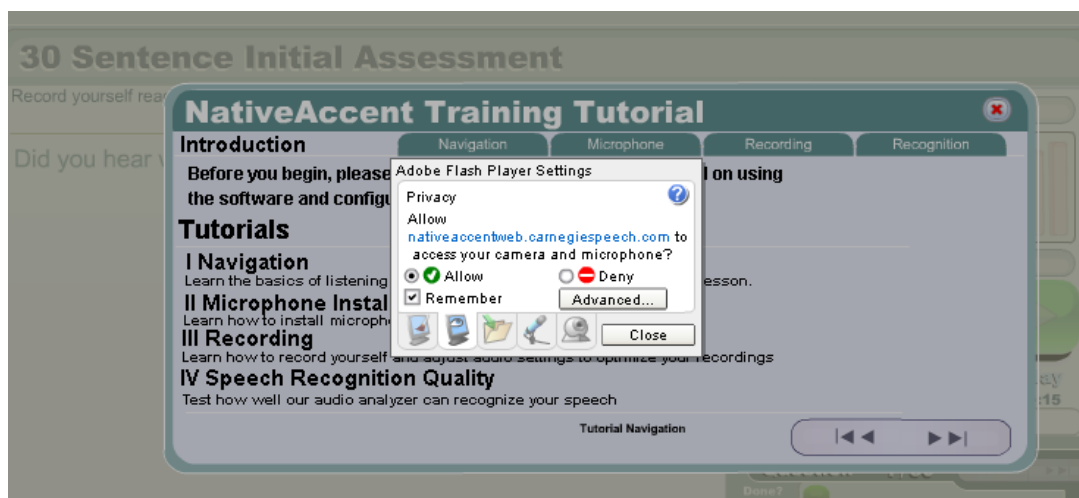 30 Sentence Initial Assessment
Record yourself rea
NativeAccent Training Tutorial
Did you hear
Introduction
Navigation
Microphone
Recording
Recognition
Before you begin, please
l on using
the software and configu
Adobe Flash Player Settings
Privacy
Allow
nativeaccentweb.carnegiespeech.com to
access your camera and microphone?
Allow
Deny
Remember
Advanced...
Close
Tutorials
I Navigation
Learn the basics of listening
esson.
II Microphone Instal
Learn how to install microph
III Recording
Learn how to record yourself and adjust audio settings to optimize your recordings
IV Speech Recognition Quality
Test how well our audio analyzer can recognize your speech
Tutorial Navigation
:15
Done?